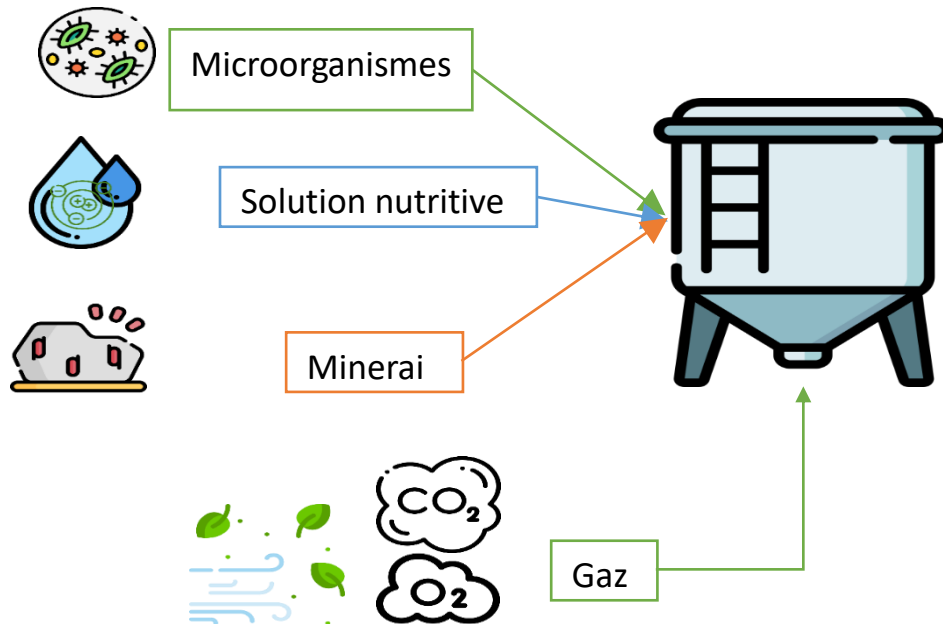 Microorganismes
Solution nutritive
Minerai
CO₂
O₂
Gaz